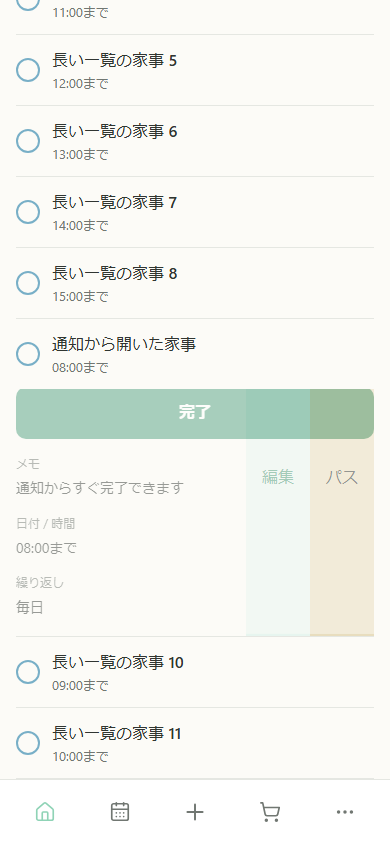 11:00まで
長い一覧の家事 5
12:00まで
長い一覧の家事 6
13:00まで
長い一覧の家事 7
14:00まで
長い一覧の家事 8
15:00まで
通知から開いた家事
08:00まで
完了
メモ
通知からすぐ完了できます
編集
パス
日付 / 時間
08:00まで
繰り返し
毎日
長い一覧の家事 10
09:00まで
長い一覧の家事 11
10:00まで